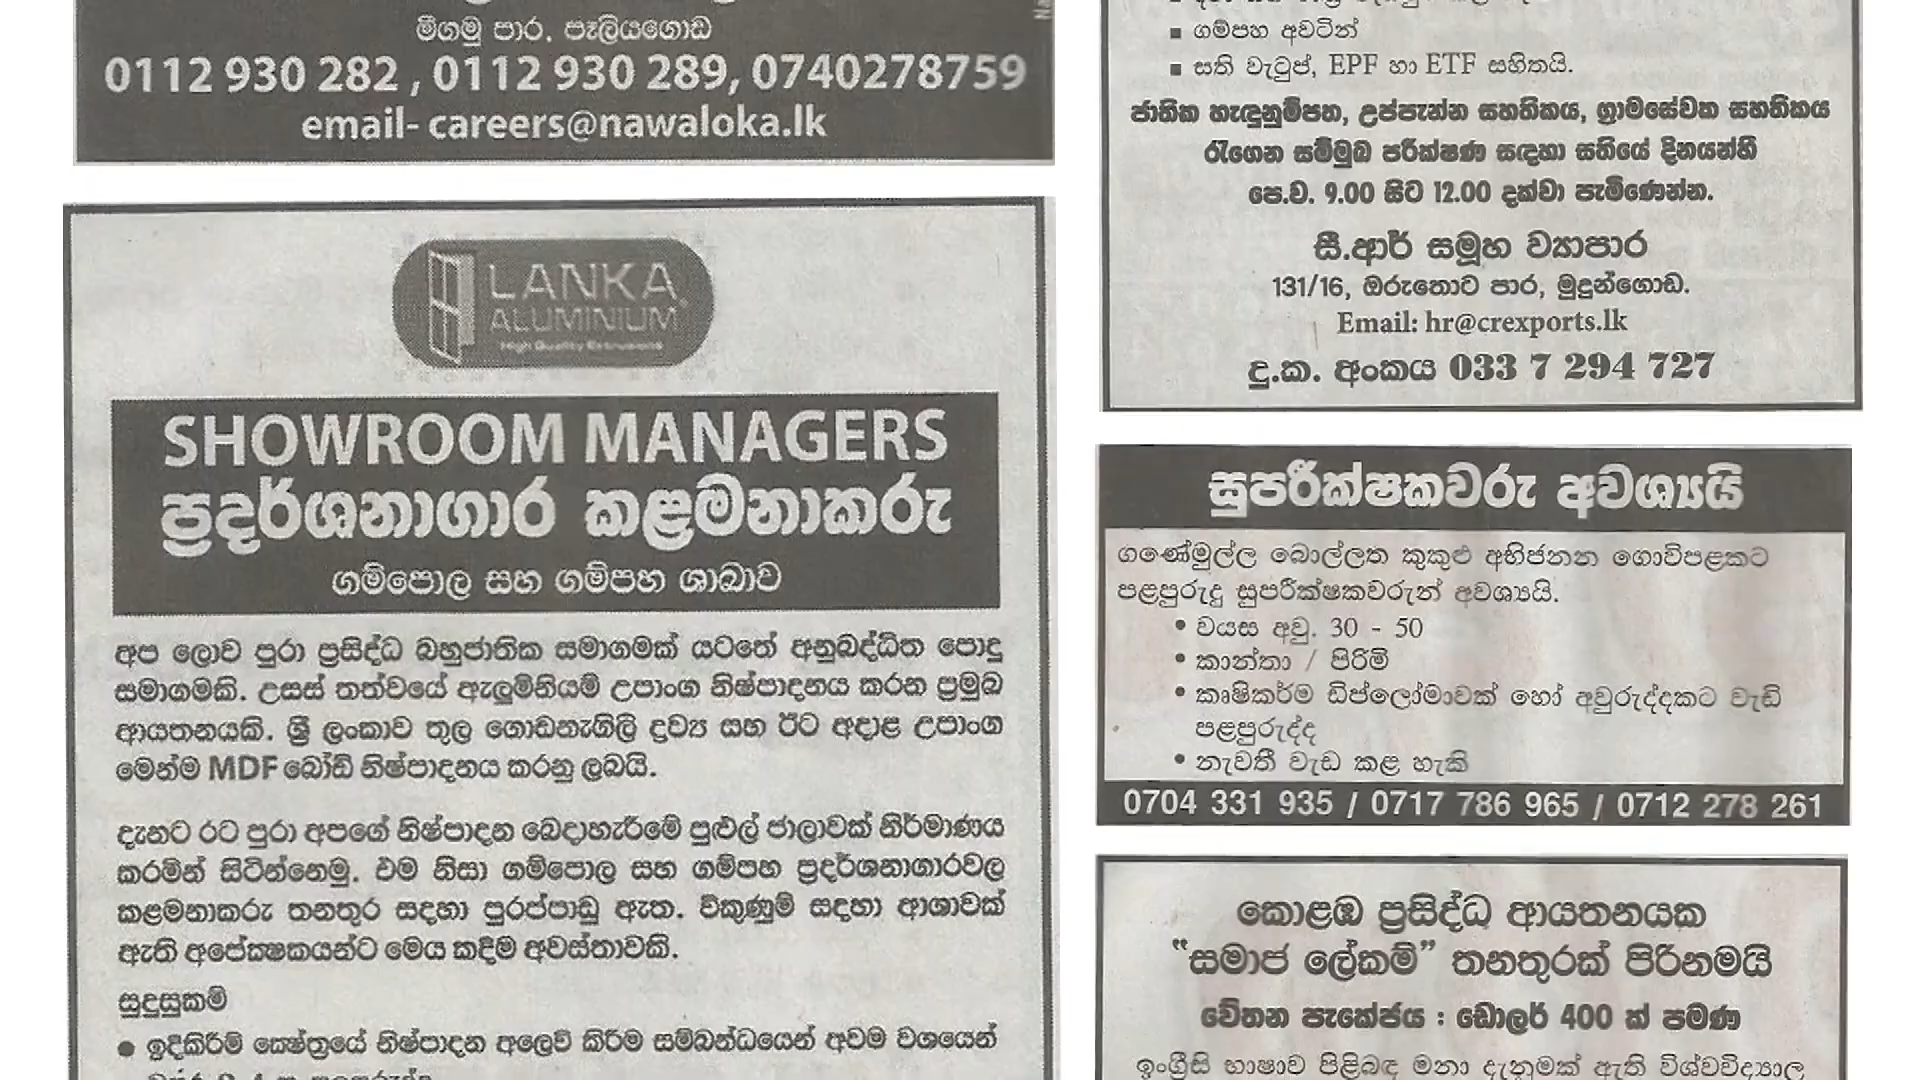 මීගමු පාර, පෑලියගොඩ
0112 930 282 , 0112 930 289, 0740278759
email- careers@nawaloka.lk
LANKA
ALUMINIUM
High Quality Extrusions
SHOWROOM MANAGERS
ප්‍රදර්ශනාගාර කළමනාකරු
ගම්පොල සහ ගම්පහ ශාඛාව
අප ලොව පුරා ප්‍රසිද්ධ බහුජාතික සමාගමක් යටතේ අනුබද්ධිත පොදු
සමාගමකි. උසස් තත්වයේ ඇලුමිනියම් උපාංග නිෂ්පාදනය කරන ප්‍රමුඛ
ආයතනයකි. ශ්‍රී ලංකාව තුල ගොඩනැගිලි ද්‍රව්‍ය සහ ඊට අදාළ උපාංග
මෙන්ම MDF බෝඩ් නිෂ්පාදනය කරනු ලබයි.
දැනට රට පුරා අපගේ නිෂ්පාදන බෙදාහැරීමේ පුළුල් ජාලාවක් නිර්මාණය
කරමින් සිටින්නෙමු. එම නිසා ගම්පොල සහ ගම්පහ ප්‍රදර්ශනාගාරවල
කළමනාකරු තනතුර සදහා පුරප්පාඩු ඇත. විකුණුම් සදහා ආශාවක්
ඇති අපේක්‍ෂකයන්ට මෙය කදිම අවස්තාවකි.
සුදුසුකම්
• ඉදිකිරීම් ක්‍ෂේත්‍රයේ නිෂ්පාදන අලෙවි කිරීම සම්බන්ධයෙන් අවම වශයෙන්
▪ ගම්පහ අවටින්
▪ සති වැටුප්, EPF හා ETF සහිතයි.
ජාතික හැඳුනුම්පත, උප්පැන්න සහතිකය, ග්‍රාමසේවක සහතිකය
රැගෙන සම්මුඛ පරීක්ෂණ සඳහා සතියේ දිනයන්හි
පෙ.ව. 9.00 සිට 12.00 දක්වා පැමිණෙන්න.
සී.ආර් සමූහ ව්‍යාපාර
131/16, ඔරුතොට පාර, මුදුන්ගොඩ.
Email: hr@crexports.lk
දු.ක. අංකය 033 7 294 727
සුපරීක්ෂකවරු අවශ්‍යයි
ගණේමුල්ල බොල්ලත කුකුළු අභිජනන ගොවිපළකට
පළපුරුදු සුපරීක්ෂකවරුන් අවශ්‍යයි.
• වයස අවු. 30 - 50
• කාන්තා / පිරිමි
• කෘෂිකර්ම ඩිප්ලෝමාවක් හෝ අවුරුද්දකට වැඩි
පළපුරුද්ද
• නැවතී වැඩ කළ හැකි
0704 331 935 / 0717 786 965 / 0712 278 261
කොළඹ ප්‍රසිද්ධ ආයතනයක
“සමාජ ලේකම්” තනතුරක් පිරිනමයි
වේතන පැකේජය : ඩොලර් 400 ක් පමණ
ඉංග්‍රීසි භාෂාව පිළිබඳ මනා දැනුමක් ඇති විශ්වවිද්‍යාල